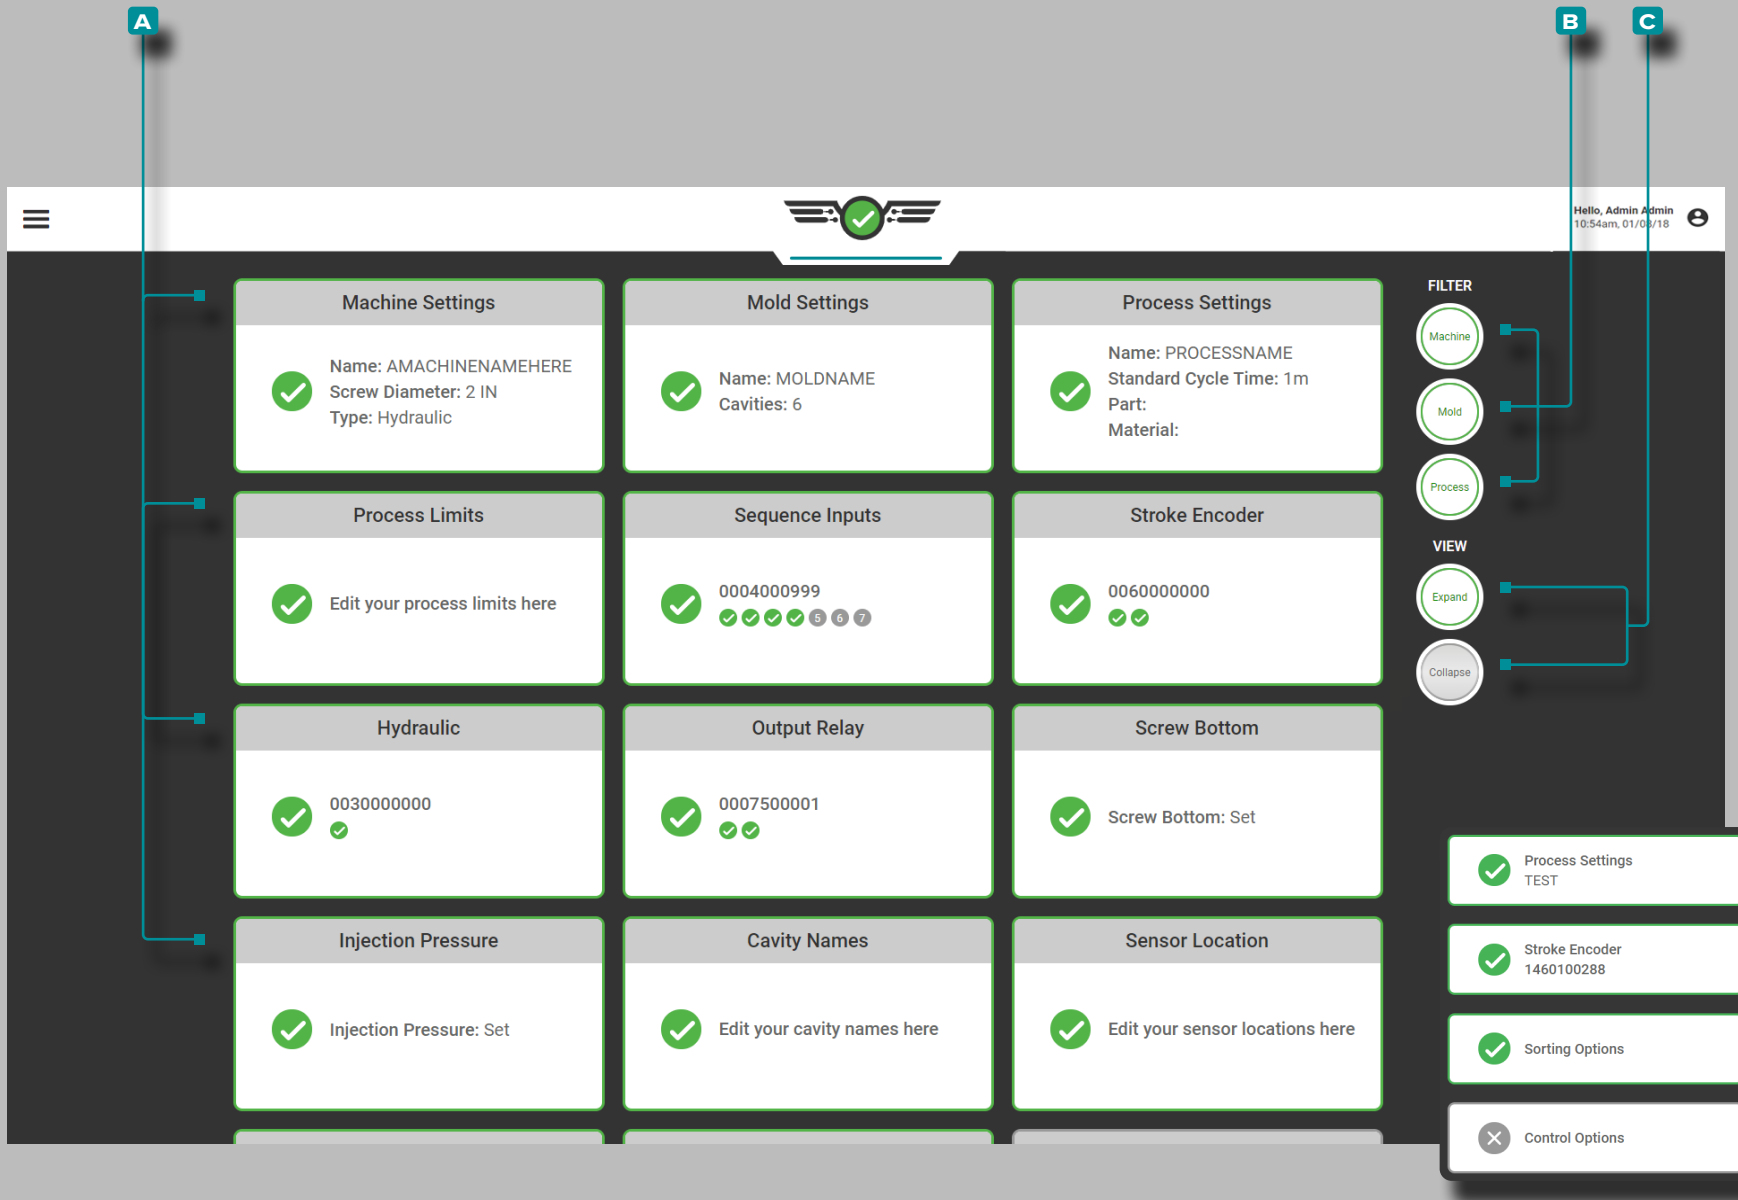 A
B
C
Hello, Admin Admin
10:54am, 01/08/18
Machine Settings
Name: AMACHINENAMEHERE
Screw Diameter: 2 IN
Type: Hydraulic
Mold Settings
Name: MOLDNAME
Cavities: 6
Process Settings
Name: PROCESSNAME
Standard Cycle Time: 1m
Part:
Material:
FILTER
Machine
Mold
Process
VIEW
Expand
Collapse
Process Limits
Edit your process limits here
Sequence Inputs
0004000999
5 6 7
Stroke Encoder
0060000000
Hydraulic
0030000000
Output Relay
0007500001
Screw Bottom
Screw Bottom: Set
Injection Pressure
Injection Pressure: Set
Cavity Names
Edit your cavity names here
Sensor Location
Edit your sensor locations here
Process Settings
TEST
Stroke Encoder
1460100288
Sorting Options
Control Options